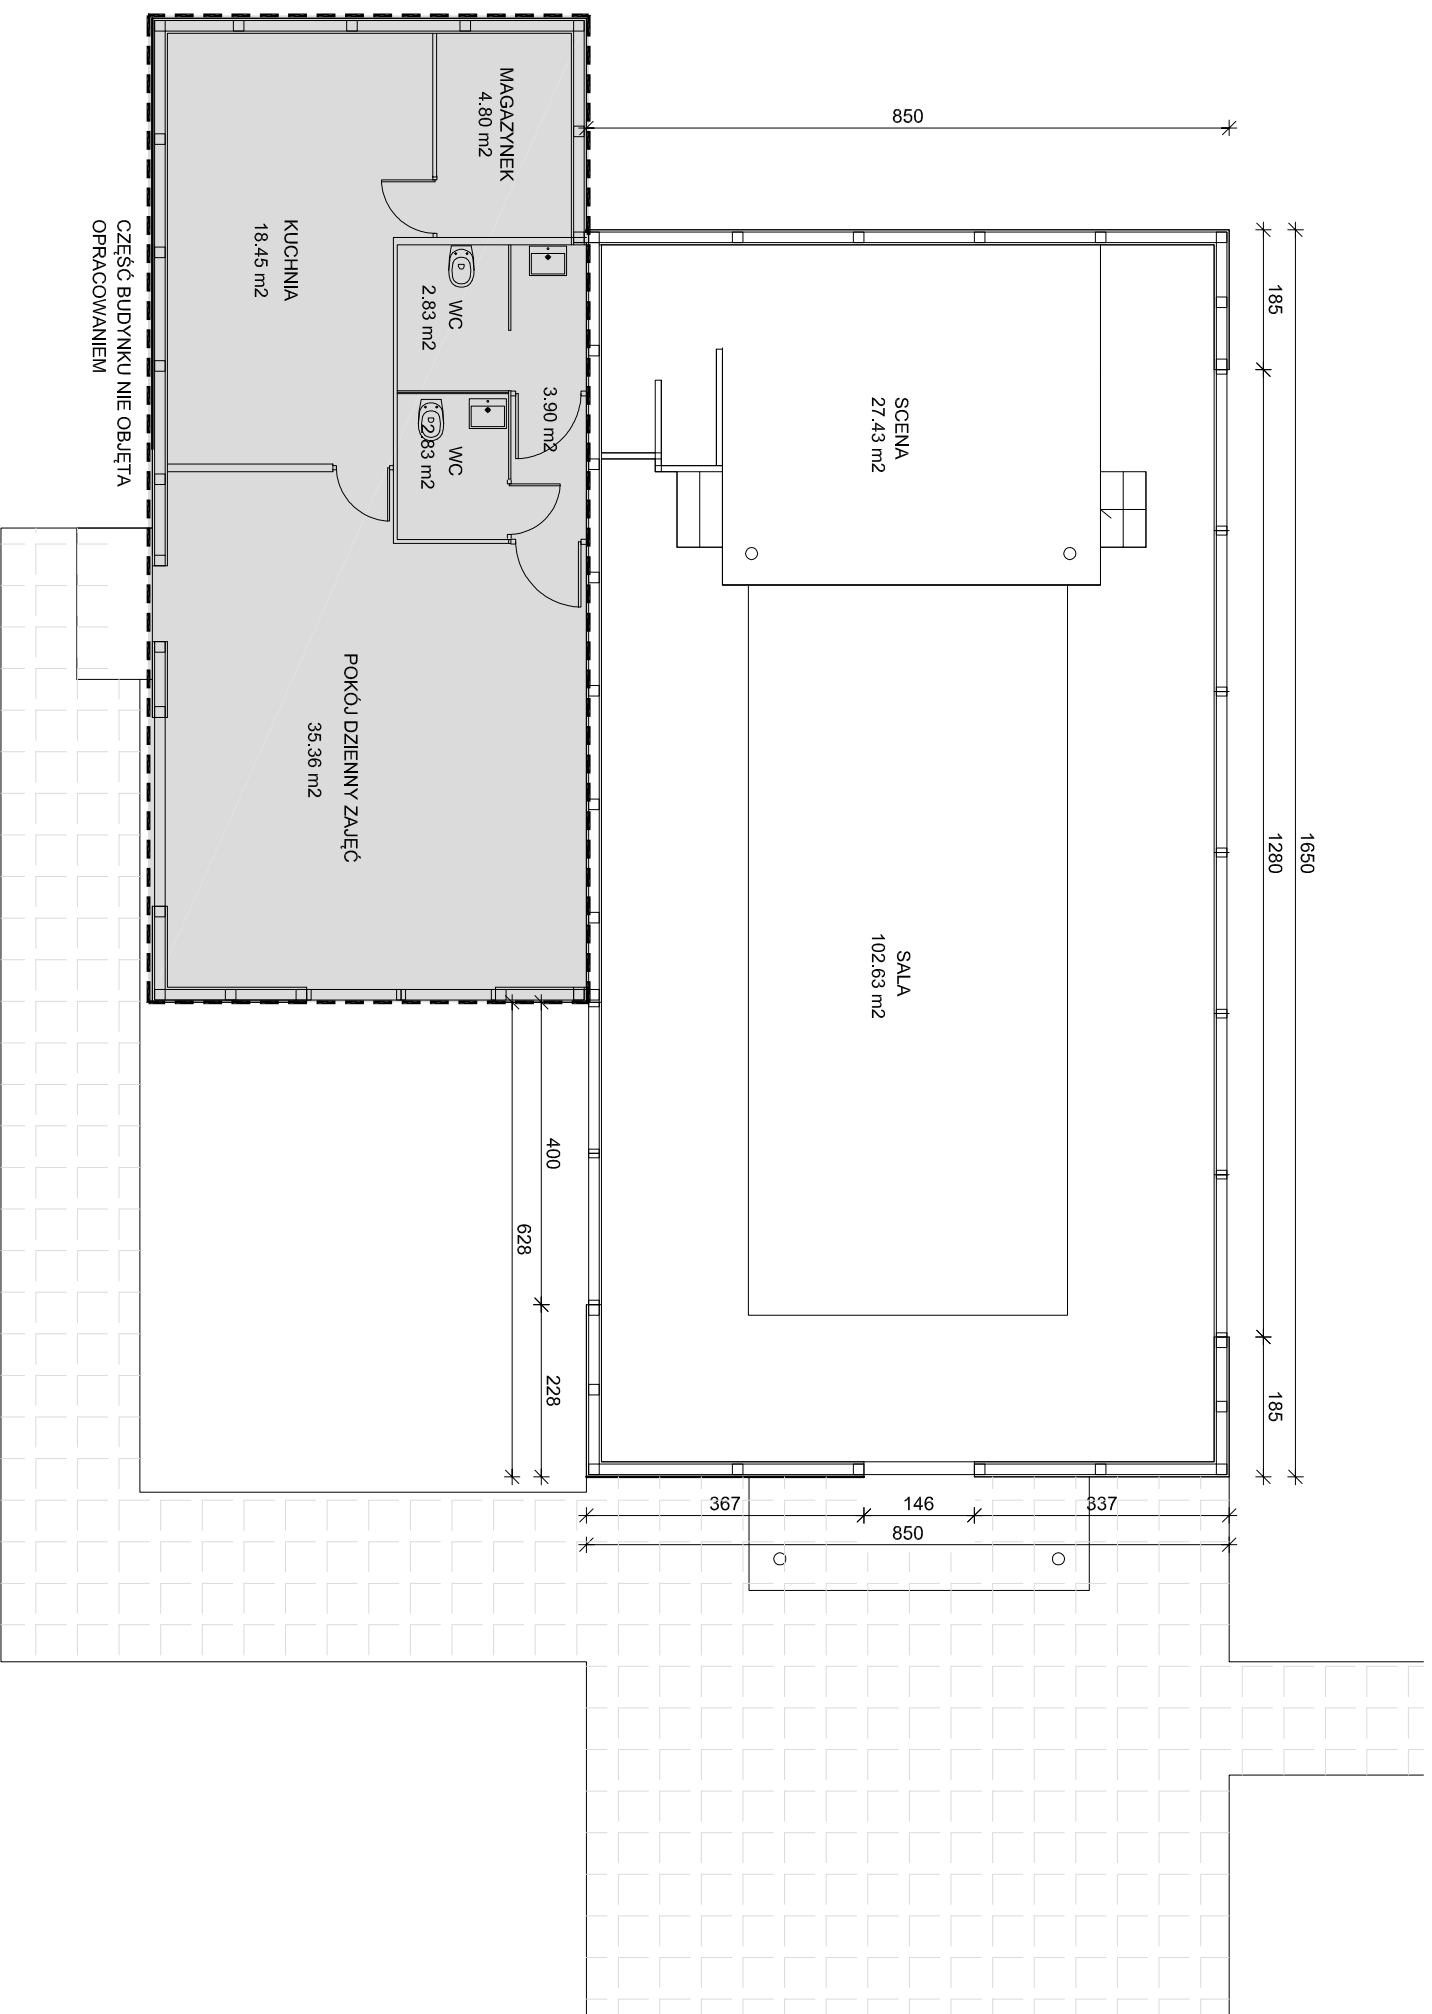 850
MAGAZYNEK
4.80 m2
KUCHNIA
18.45 m2
CZĘŚĆ BUDYNKU NIE OBJĘTA
OPRACOWANIEM
WC
2.83 m2
3.90 m2
WC
2.83 m2
SCENA
27.43 m2
185
1280
1650
POKÓJ DZIENNY ZAJĘĆ
35.36 m2
SALA
102.63 m2
400
628
228
185
367
146
337
850